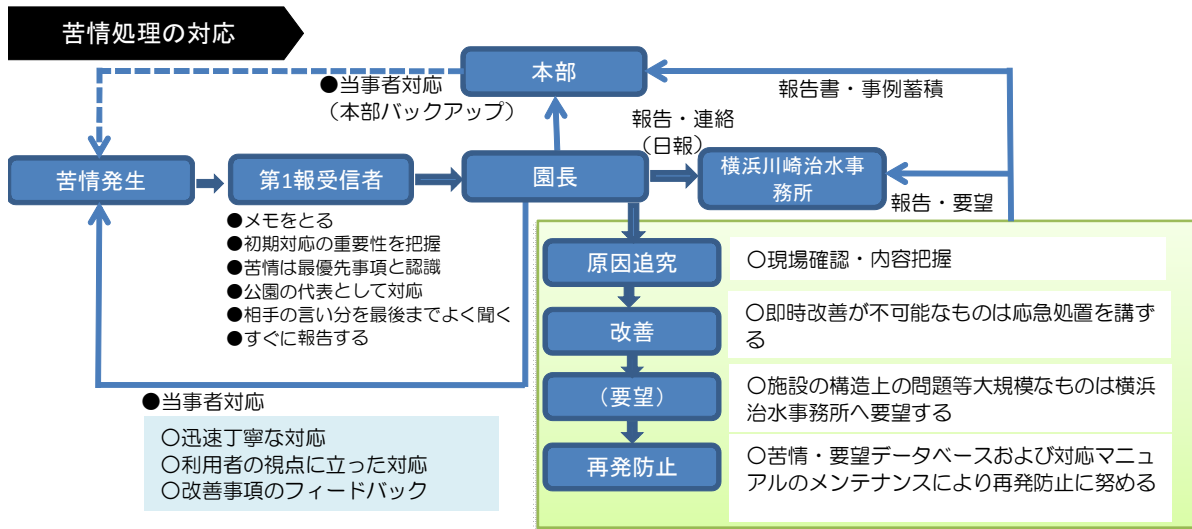 苦情処理の対応
本部
●当事者対応
（本部バックアップ）
報告書・事例蓄積
報告・連絡
（日報）
苦情発生
第1報受信者
園長
横浜川崎治水事
務所
報告・要望
●メモをとる
●初期対応の重要性を把握
●苦情は最優先事項と認識
●公園の代表として対応
●相手の言い分を最後までよく聞く
●すぐに報告する
原因追究
〇現場確認・内容把握
改善
〇即時改善が不可能なものは応急処置を講ず
る
（要望）
〇施設の構造上の問題等大規模なものは横浜
治水事務所へ要望する
再発防止
〇苦情・要望データベースおよび対応マニュ
アルのメンテナンスにより再発防止に努める
●当事者対応
〇迅速丁寧な対応
〇利用者の視点に立った対応
〇改善事項のフィードバック